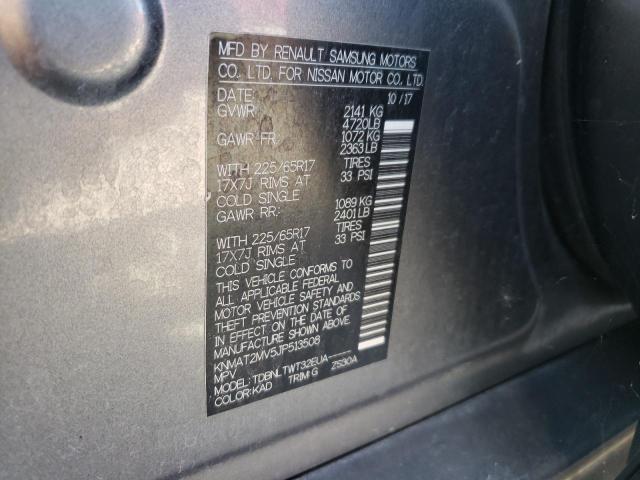 MFD BY RENAULT SAMSUNG MOTORS
CO. LTD. FOR NISSAN MOTOR CO. LTD.
DATE: 10/17
GVWR 2141 KG
4720LB
GAWR FR. 1072 KG
2363 LB
WITH 225/65R17 TIRES
17X7J RIMS AT 33 PSI
COLD SINGLE
GAWR RR.: 1089 KG
2401 LB
WITH 225/65R17 TIRES
17X7J RIMS AT 33 PSI
COLD SINGLE
THIS VEHICLE CONFORMS TO
ALL APPLICABLE FEDERAL
MOTOR VEHICLE SAFETY AND
THEFT PREVENTION STANDARDS
IN EFFECT ON THE DATE OF
MANUFACTURE SHOWN ABOVE.
KNMAT2MV5JP513508
MPV
MODEL: TDBNLTWT32EUA-----
COLOR:KAD TRIM:G ZS30A